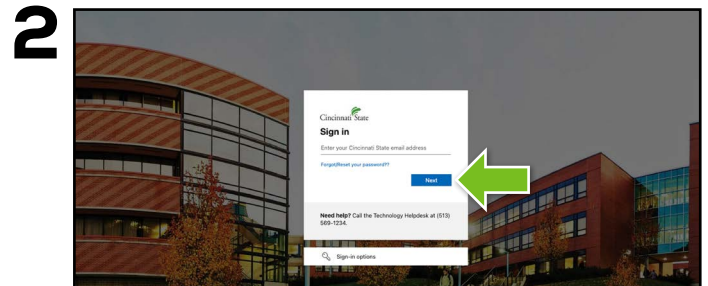 2
Cincinnati State
Sign in
Enter your Cincinnati State email address
Forgot/Reset your password??
Next
Need help? Call the Technology Helpdesk at (513)
569-1234.
Sign-in options